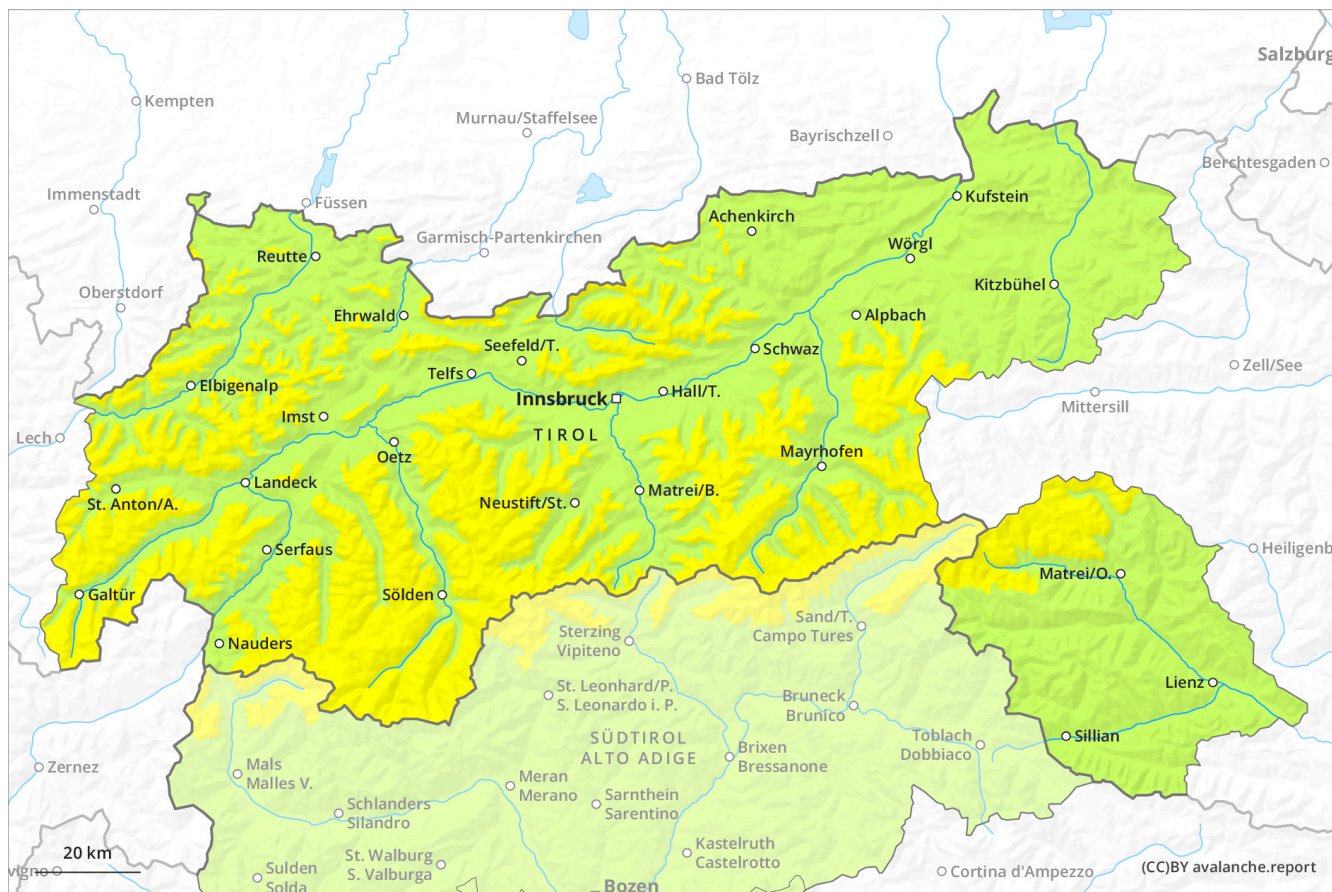 Salzburg
Bad Tölz
Kempten
Murnau/Staffelsee
Bayrischzell
Berchtesgaden
Immenstadt
Füssen
Kufstein
Achenkirch
Garmisch-Partenkirchen
Wörgl
Reutte
Kitzbühel
Oberstdorf
Ehrwald
Alpbach
Seefeld/T.
Schwaz
Zell/See
Telfs
Elbigenalp
Innsbruck
Hall/T.
Mittersill
Imst
Lech
TIROL
Oetz
Mayrhofen
Landeck
Matrei/B.
St. Anton/A.
Neustift/St.
Serfaus
Heiligenb
Matrei/O.
Galtür
Sölden
Sand/T.
Campo Tures
Sterzing
Vipiteno
Nauders
Lienz
St. Leonhard/P.
S. Leonardo i. P.
Bruneck
Brunico
SÜDTIROL
ALTO ADIGE
Toblach
Dobbiaco
Sillian
Brixen
Bressanone
Zernez
Mals
Malles V.
Meran
Merano
Sarnthein
Sarentino
Schlanders
Silandro
Kastelruth
Castelrotto
20 km
St. Walburg
S. Valburga
vigno
Sulden
Solda
Cortina d'Ampezzo
(CC)BY avalanche.report
Bozen